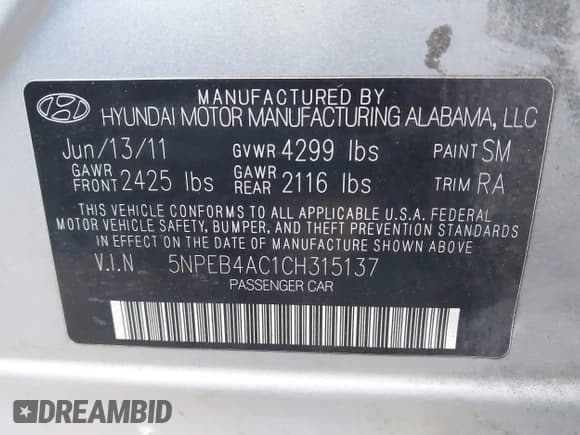 MANUFACTURED BY
HYUNDAI MOTOR MANUFACTURING ALABAMA, LLC
Jun/13/11 GVWR 4299 lbs PAINT SM
GAWR FRONT 2425 lbs GAWR REAR 2116 lbs TRIM RA
THIS VEHICLE CONFORMS TO ALL APPLICABLE U.S.A. FEDERAL
MOTOR VEHICLE SAFETY, BUMPER, AND THEFT PREVENTION STANDARDS
IN EFFECT ON THE DATE OF MANUFACTURE SHOWN ABOVE.
V.I.N 5NPEB4AC1CH315137
PASSENGER CAR
DREAMBID